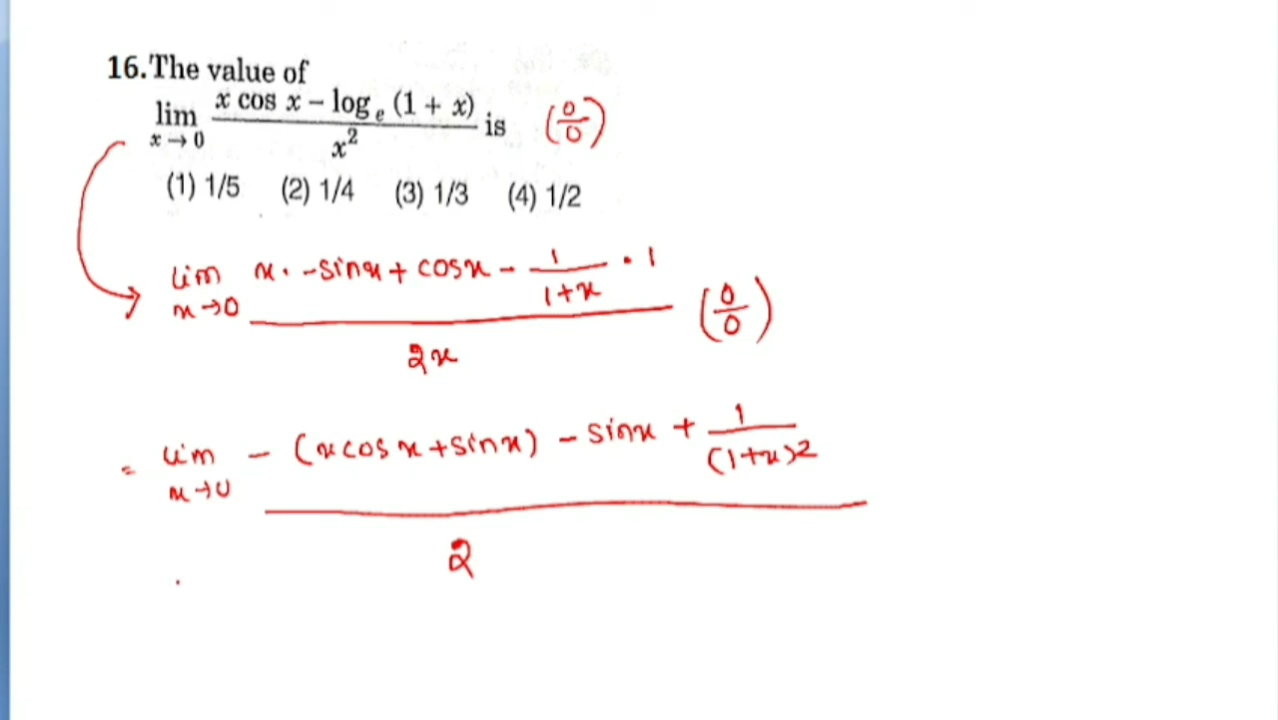 16. The value of
lim x→0 (x cos x − log_e (1 + x)) / x² is (0/0)
(1) 1/5 (2) 1/4 (3) 1/3 (4) 1/2
lim x→0 (x · -sinx + cosx - 1/(1+x) · 1) / 2x (0/0)
= lim x→0 (- (xcosx + sinx) - sinx + 1/(1+x)2) / 2